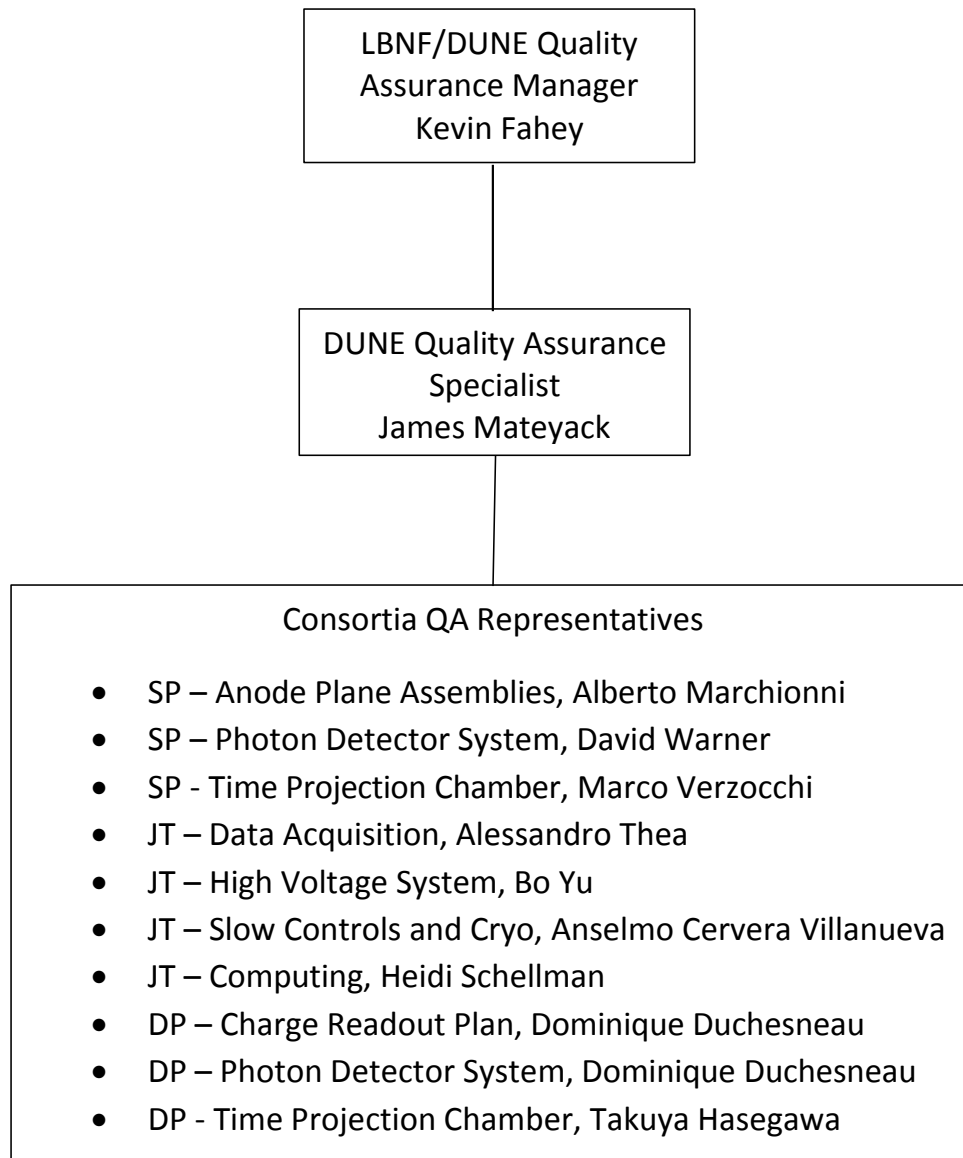 LBNF/DUNE Quality
Assurance Manager
Kevin Fahey
DUNE Quality Assurance
Specialist
James Mateyack
Consortia QA Representatives
• SP – Anode Plane Assemblies, Alberto Marchionni
• SP – Photon Detector System, David Warner
• SP - Time Projection Chamber, Marco Verzocchi
• JT – Data Acquisition, Alessandro Thea
• JT – High Voltage System, Bo Yu
• JT – Slow Controls and Cryo, Anselmo Cervera Villanueva
• JT – Computing, Heidi Schellman
• DP – Charge Readout Plan, Dominique Duchesneau
• DP – Photon Detector System, Dominique Duchesneau
• DP - Time Projection Chamber, Takuya Hasegawa